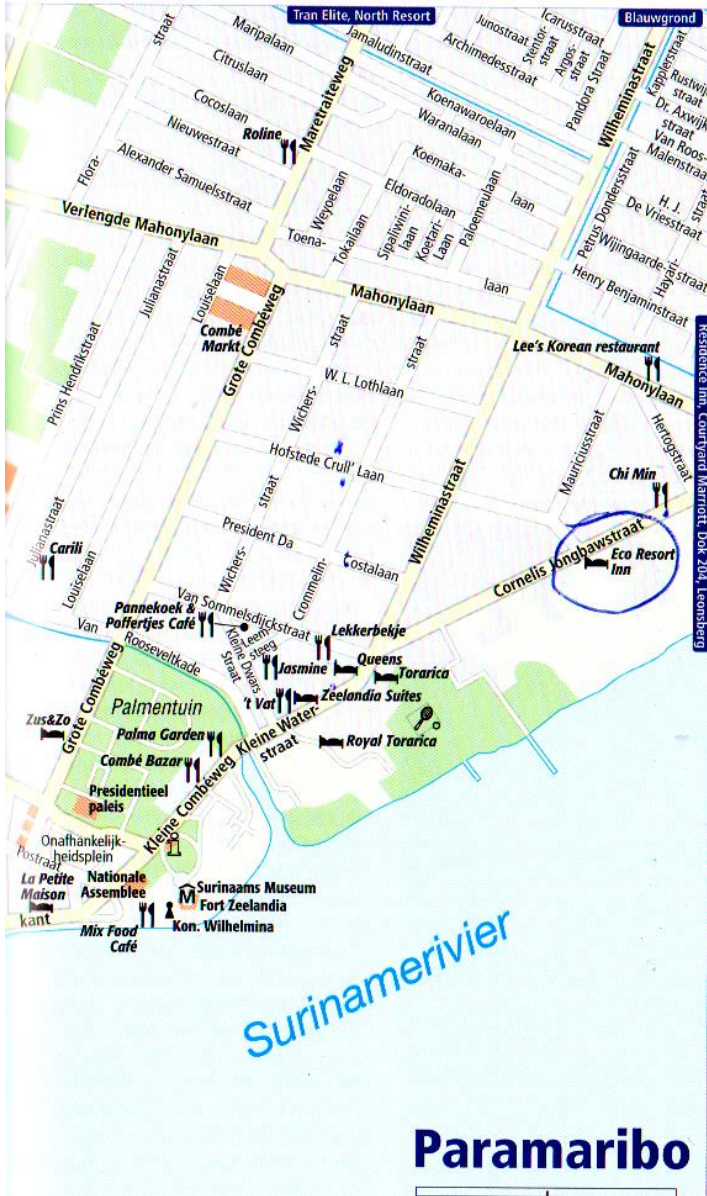 Tran Elite, North Resort
Blauwgrond
straat
Maripalaan
Jamaludinstraat
Junostraat
Stentor-
straat
Icarusstraat
Argos-
straat
Archimedesstraat
Pandora Straat
Wilheminastraat
Kapplerstraat
Rustwijk
straat
Dr. Axwijk
straat
Van Roos-
Malenstraa
Citruslaan
Cocoslaan
Nieuwestraat
Roline
Maretraiteweg
Koenawaroelaan
Waranalaan
Koemaka-
laan
Alexander Samuelsstraat
Flora-
Weyoelaan
Eldoradolaan
Sipaliwini-
laan
Koetari-
Laan
Paloemeulaan
Petrus Dondersstraat
H. J.
De Vriesstraat
straat
Verlengde Mahonylaan
Toena-
laan
Tokailaan
Wijingaarde-straat
Hayari-
Henry Benjaminstraat
Julianastraat
Louiselaan
Mahonylaan
Combé
Markt
Grote Combéweg
straat
straat
Lee's Korean restaurant
Mahonylaan
Residence Inn, Courtyard Marriott, Dok 204, Leonsberg
Prins Hendrikstraat
W. L. Lothlaan
Wichers-
Mauriciusstraat
Hertogstraat
Hofstede Crull' Laan
straat
Wilheminastraat
Chi Min
Julianastraat
Carili
Louiselaan
President Da
Costalaan
Wichers-
Crommelin-
Cornelis Jongbawstraat
Eco Resort
Inn
Van Sommelsdijckstraat
Pannekoek &
Poffertjes Café
Lekkerbekje
Van
Rooseveltkade
Kleine Dwars
Straat
Leem
steeg
Jasmine
Queens
Torarica
Grote Combéweg
Palmentuin
't Vat
Zeelandia Suites
Zus&Zo
Palma Garden
Kleine Water-
straat
Royal Torarica
Combé Bazar
Presidentieel
paleis
Kleine Combéweg
Onafhankelijk-
heidsplein
Postraat
La Petite
Maison
Nationale
Assemblee
Surinaams Museum
Fort Zeelandia
kant
Mix Food
Café
Kon. Wilhelmina
Surinamerivier
Paramaribo